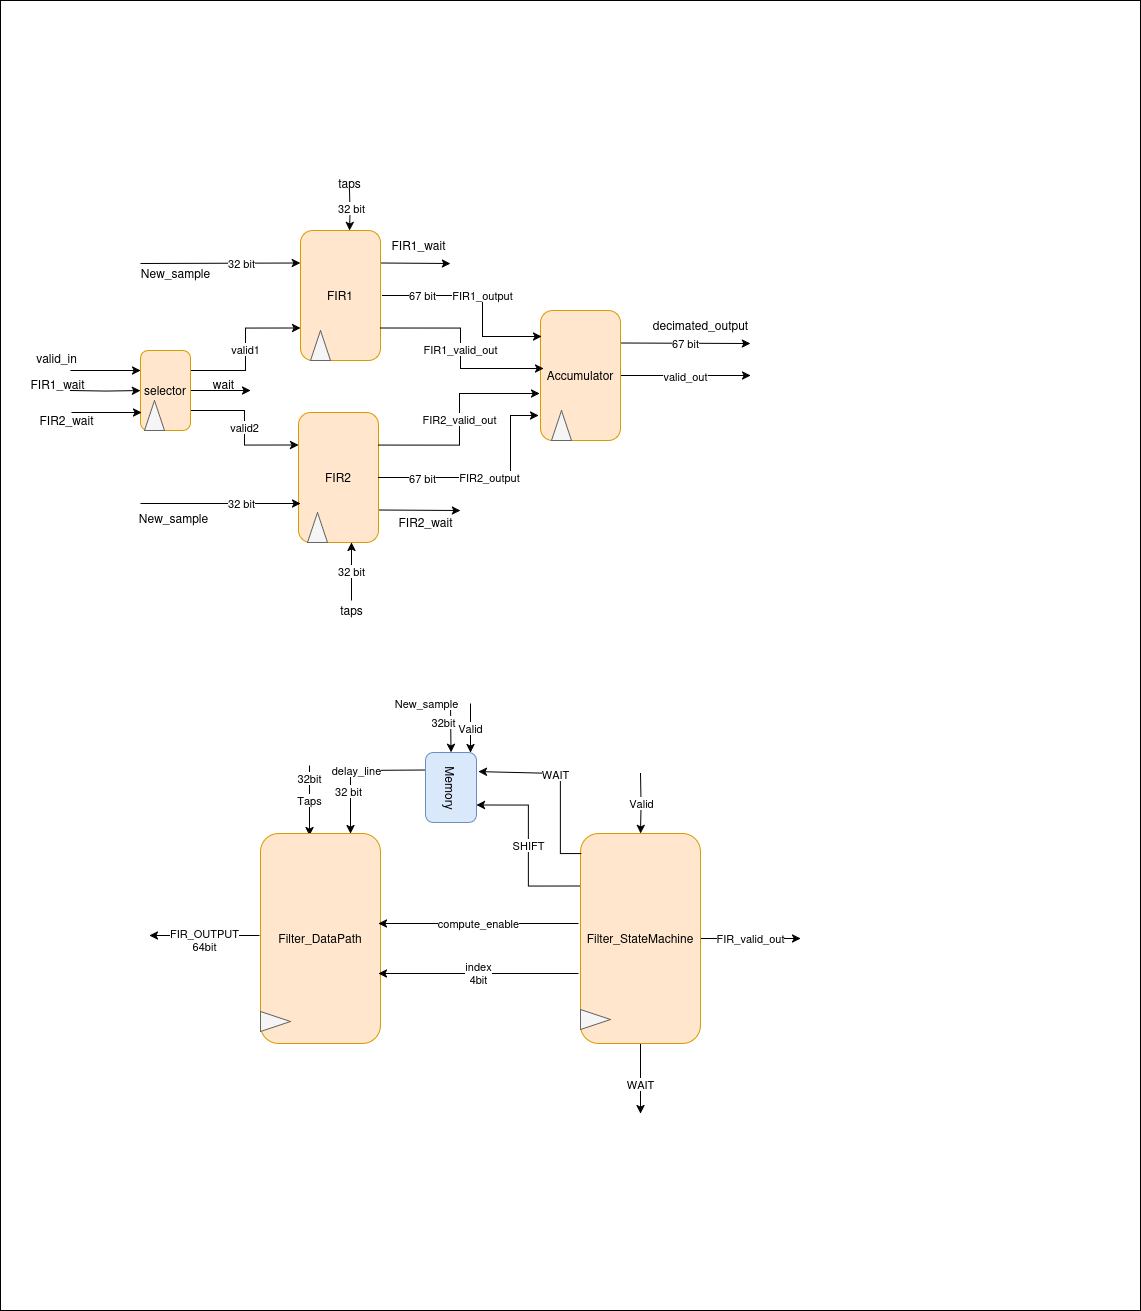 taps
32 bit
FIR1_wait
32 bit
New_sample
FIR1
67 bit
FIR1_output
decimated_output
67 bit
valid_in
valid1
FIR1_valid_out
FIR1_wait
selector
wait
Accumulator
valid_out
FIR2_wait
valid2
FIR2_valid_out
FIR2
67 bit
FIR2_output
32 bit
New_sample
FIR2_wait
32 bit
taps
New_sample
32bit
Valid
delay_line
32bit
32 bit
Taps
Memory
WAIT
Valid
SHIFT
compute_enable
FIR_OUTPUT
64bit
Filter_DataPath
Filter_StateMachine
FIR_valid_out
index
4bit
WAIT